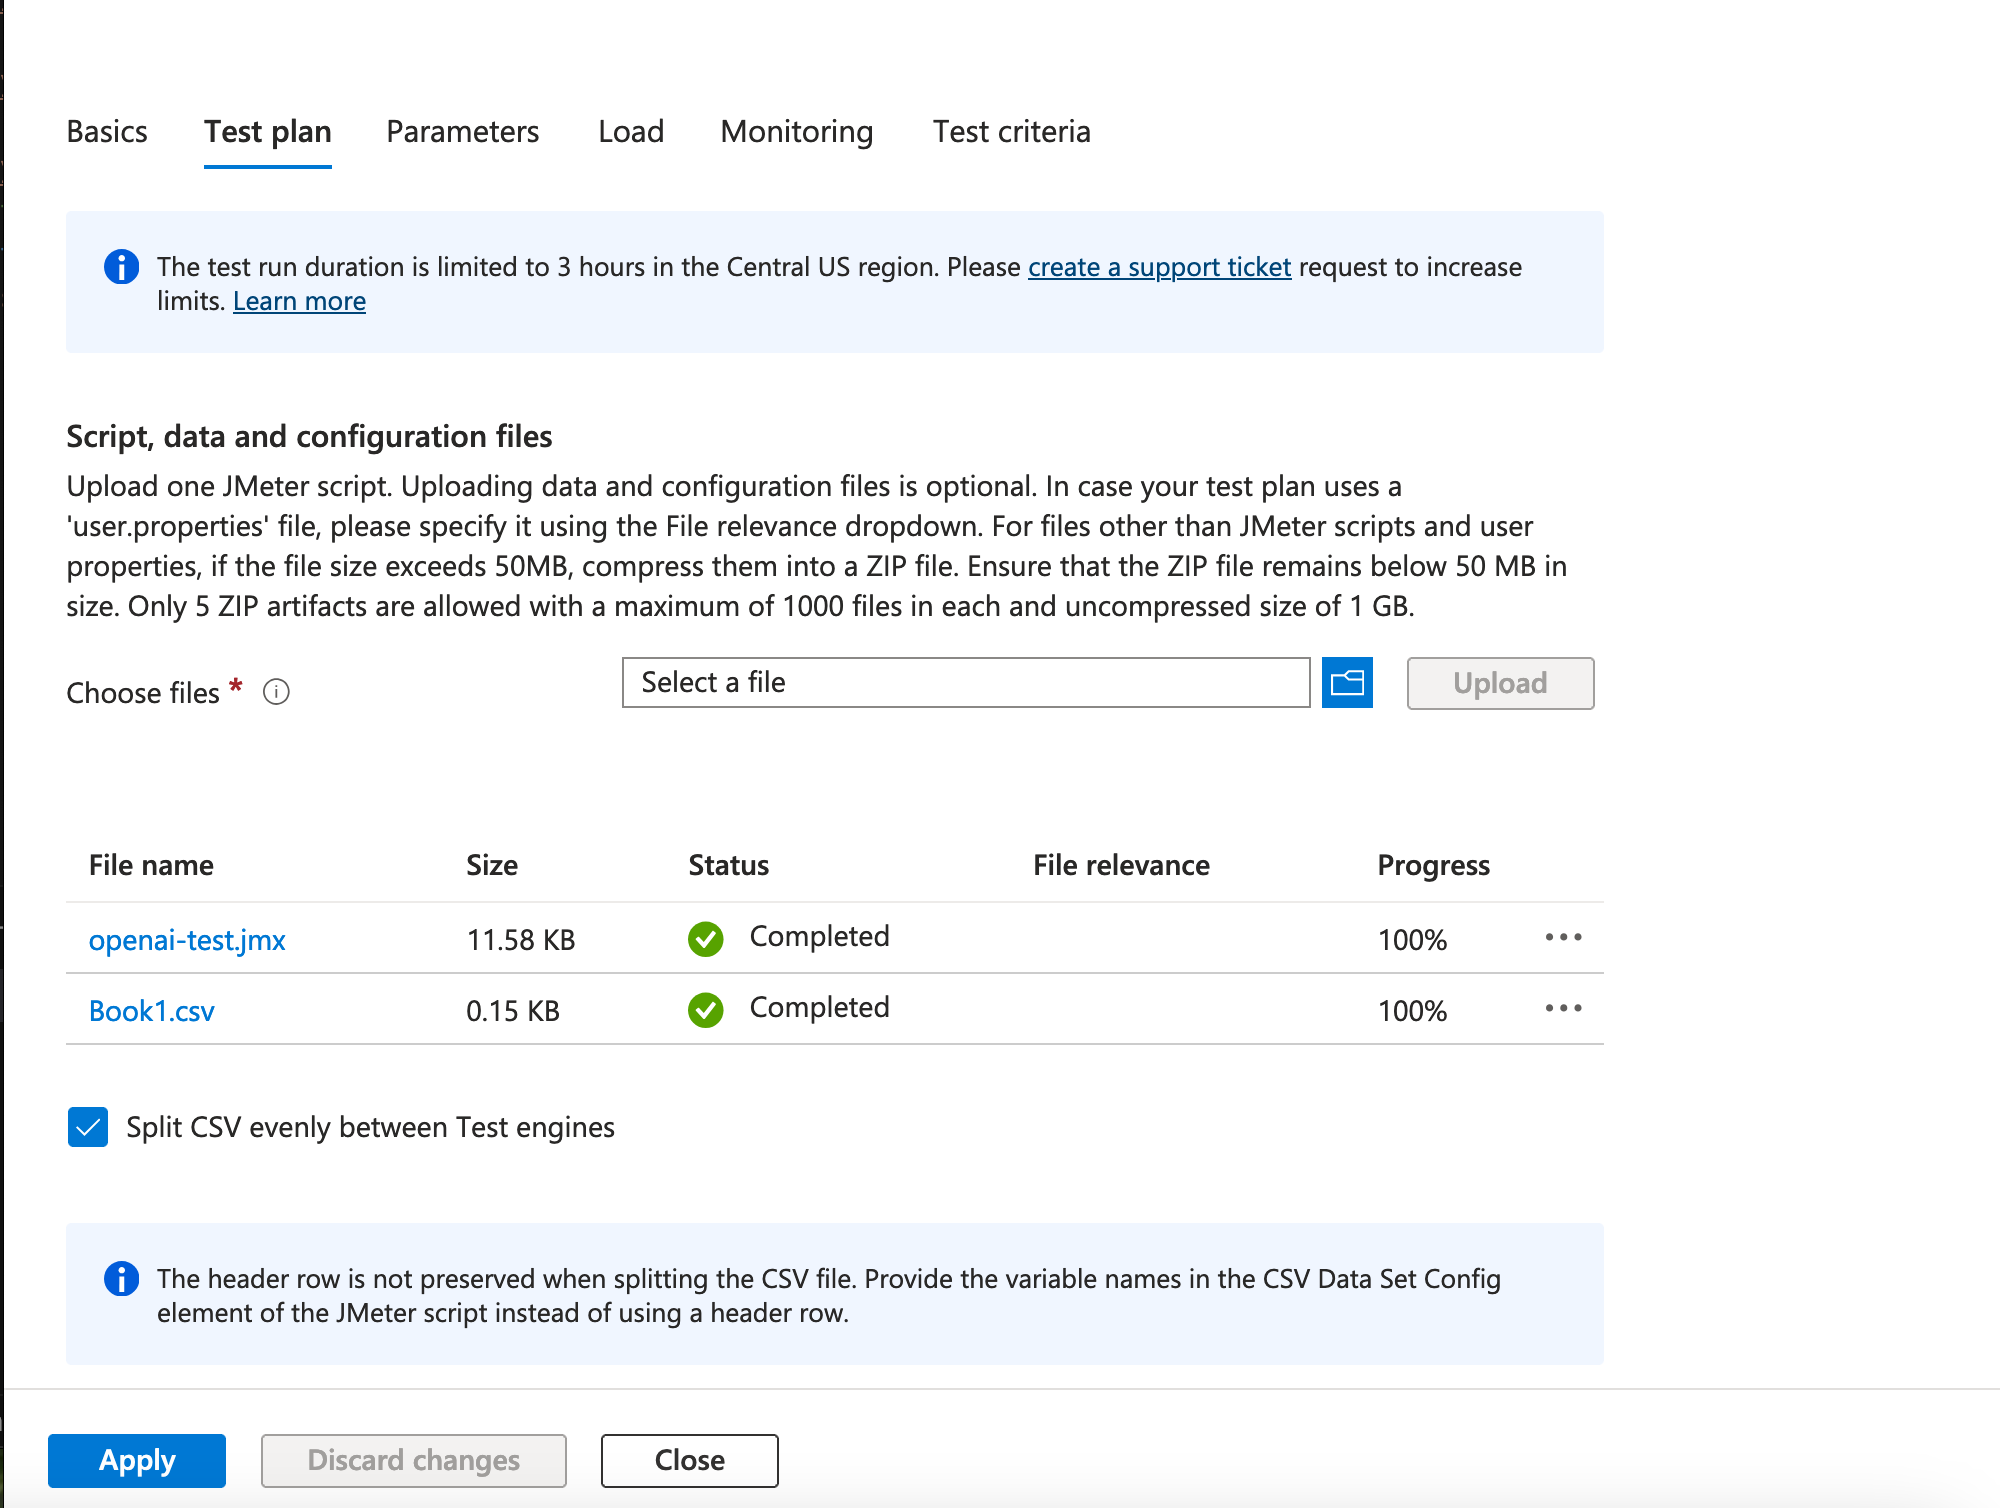 Basics Test plan Parameters Load Monitoring Test criteria
The test run duration is limited to 3 hours in the Central US region. Please create a support ticket request to increase
limits. Learn more
Script, data and configuration files
Upload one JMeter script. Uploading data and configuration files is optional. In case your test plan uses a
'user.properties' file, please specify it using the File relevance dropdown. For files other than JMeter scripts and user
properties, if the file size exceeds 50MB, compress them into a ZIP file. Ensure that the ZIP file remains below 50 MB in
size. Only 5 ZIP artifacts are allowed with a maximum of 1000 files in each and uncompressed size of 1 GB.
Choose files * Select a file Upload
File name Size Status File relevance Progress
openai-test.jmx 11.58 KB Completed 100%
Book1.csv 0.15 KB Completed 100%
Split CSV evenly between Test engines
The header row is not preserved when splitting the CSV file. Provide the variable names in the CSV Data Set Config
element of the JMeter script instead of using a header row.
Apply Discard changes Close